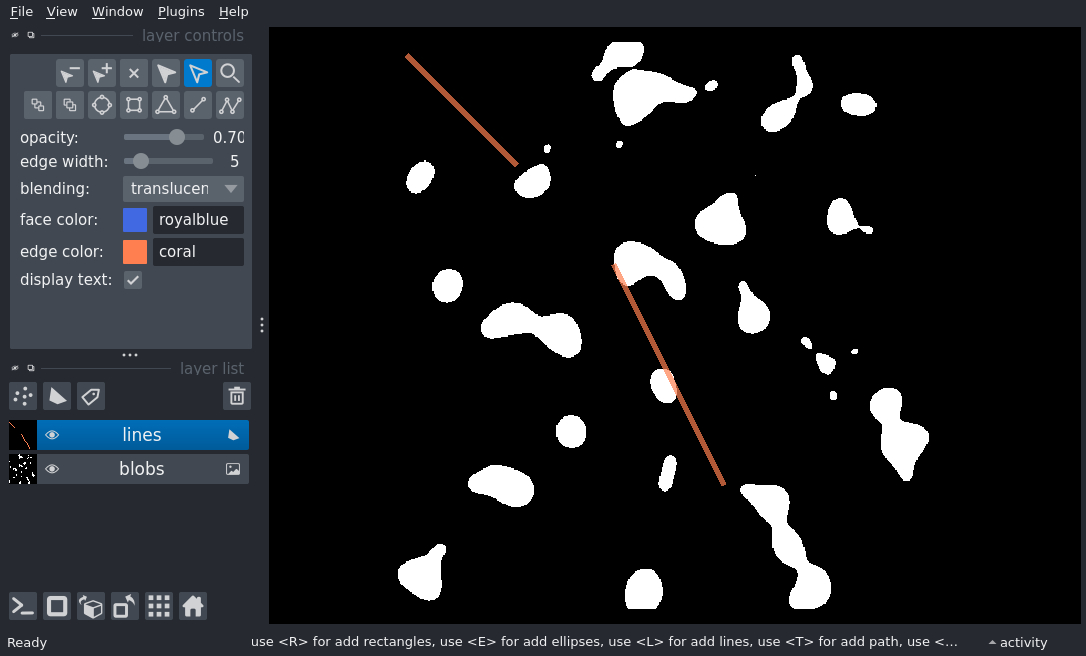 File View Window Plugins Help
layer controls
opacity: 0.70
edge width: 5
blending: translucen
face color: royalblue
edge color: coral
display text:
layer list
lines
blobs
Ready use <R> for add rectangles, use <E> for add ellipses, use <L> for add lines, use <T> for add path, use <... activity